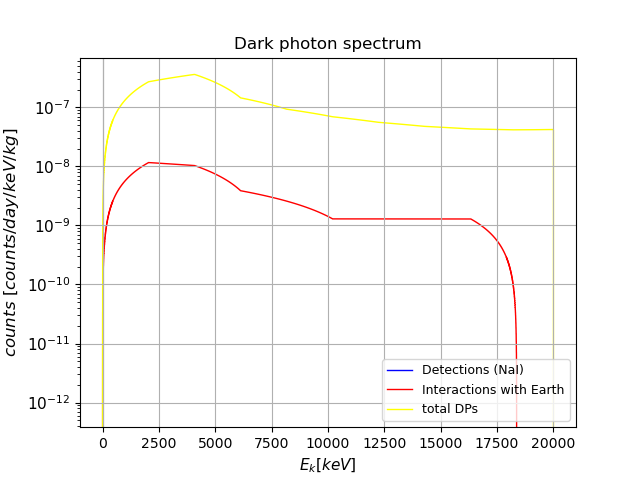 Dark photon spectrum
counts [counts/day/keV/kg]
10⁻⁷
10⁻⁸
10⁻⁹
10⁻¹⁰
10⁻¹¹
10⁻¹²
Detections (NaI)
Interactions with Earth
total DPs
0 2500 5000 7500 10000 12500 15000 17500 20000
Eₖ[keV]